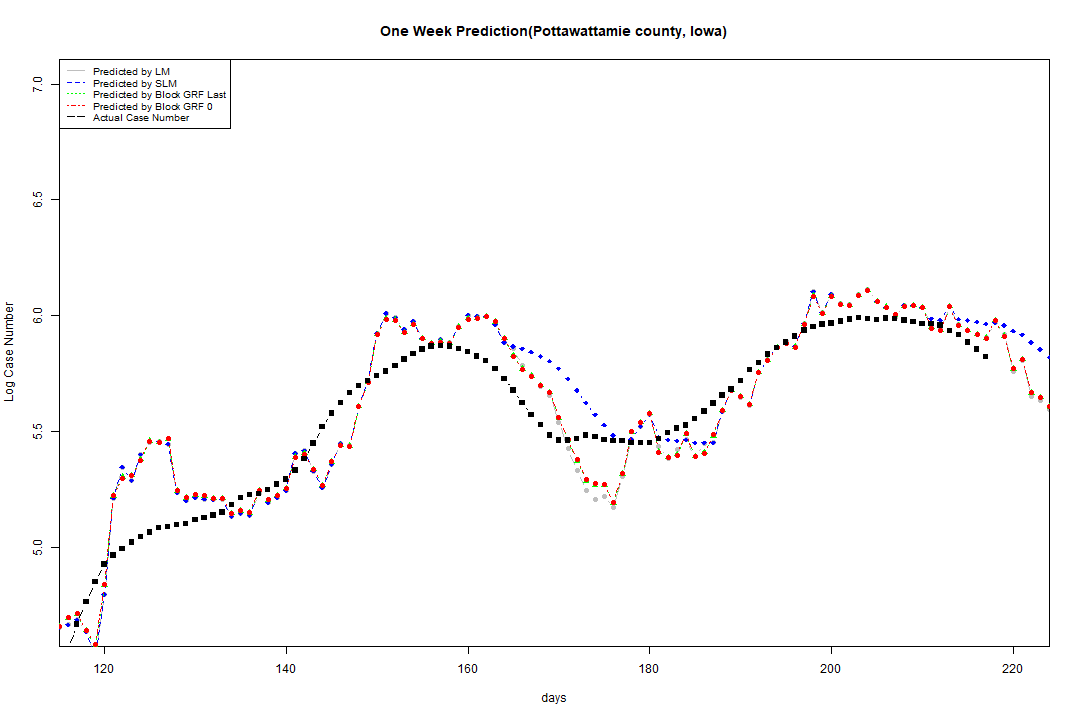 One Week Prediction(Pottawattamie county, Iowa)
7.0
6.5
6.0
5.5
5.0
Log Case Number
Predicted by LM
Predicted by SLM
Predicted by Block GRF Last
Predicted by Block GRF 0
Actual Case Number
120 140 160 180 200 220
days